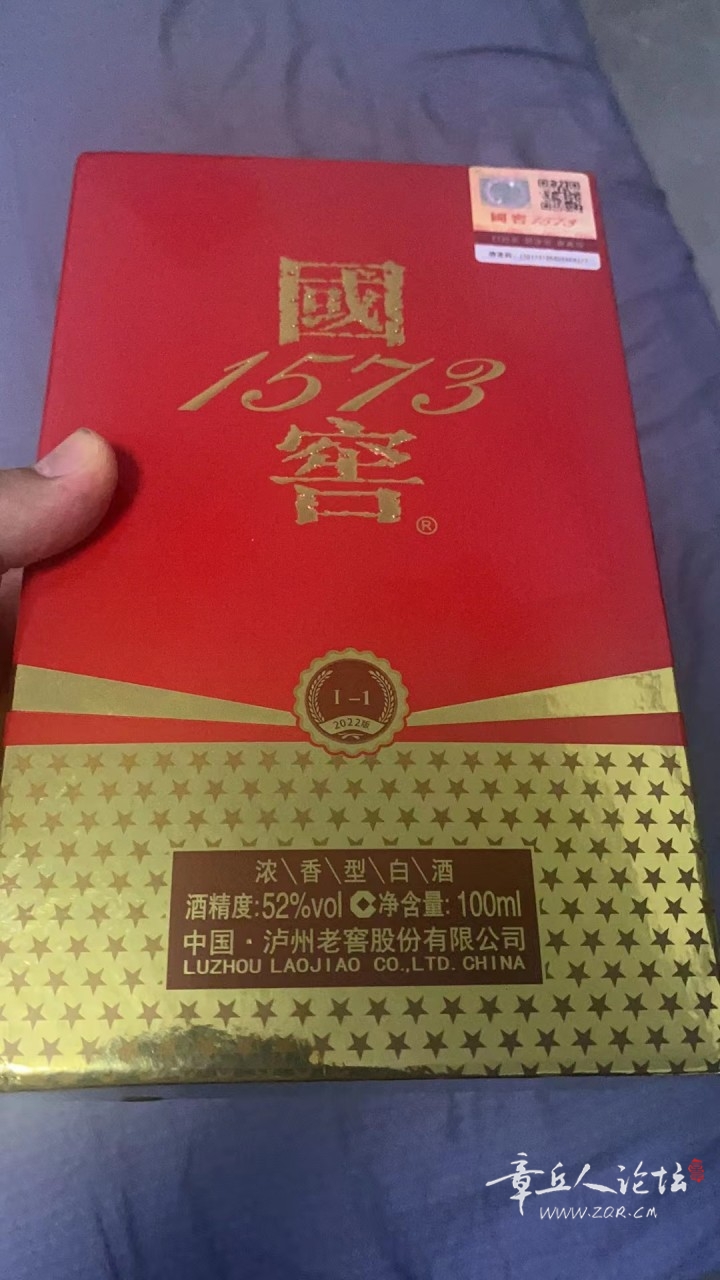 國窖1573
國
1573
窖®
I-1
2022版
浓\香\型\白\酒
酒精度:52%vol 净含量: 100ml
中国·泸州老窖股份有限公司
LUZHOU LAOJIAO CO.,LTD. CHINA
章丘人论坛
WWW.ZQR.CM